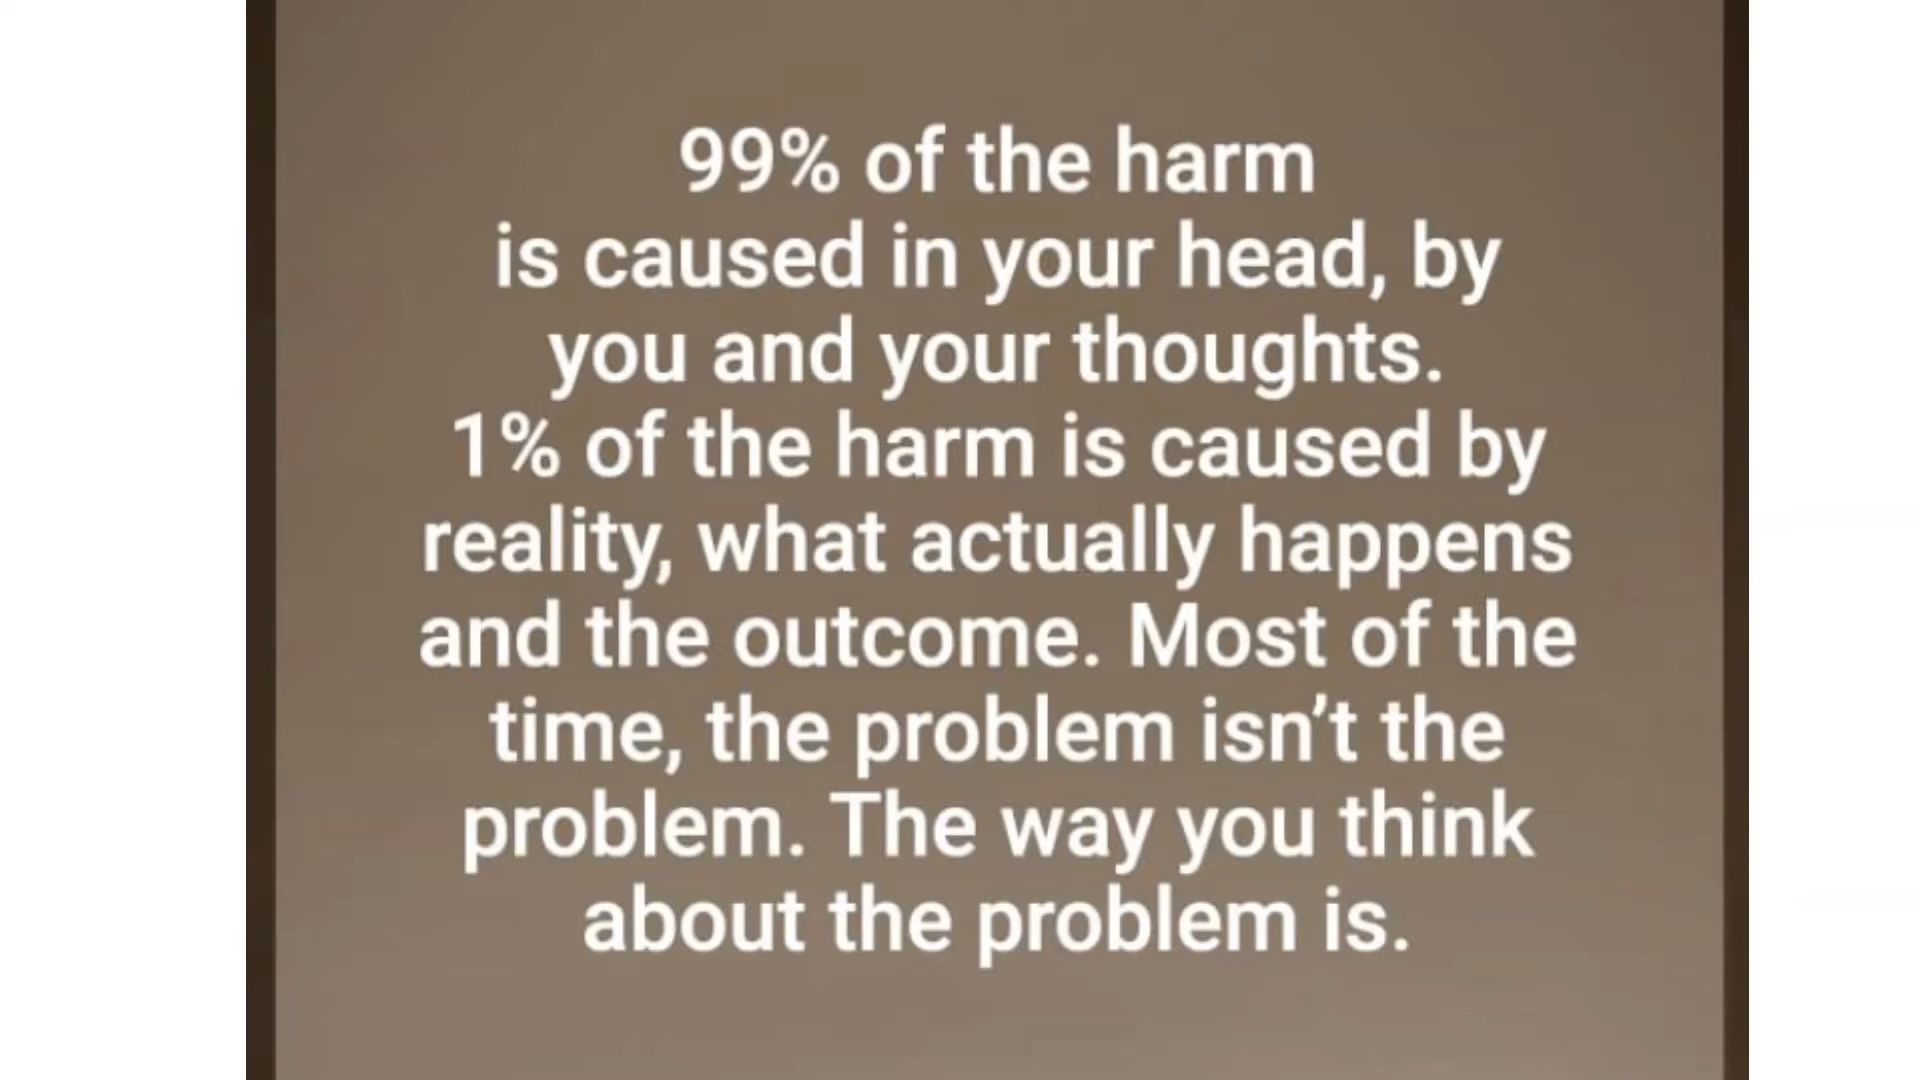 99% of the harm
is caused in your head, by
you and your thoughts.
1% of the harm is caused by
reality, what actually happens
and the outcome. Most of the
time, the problem isn’t the
problem. The way you think
about the problem is.